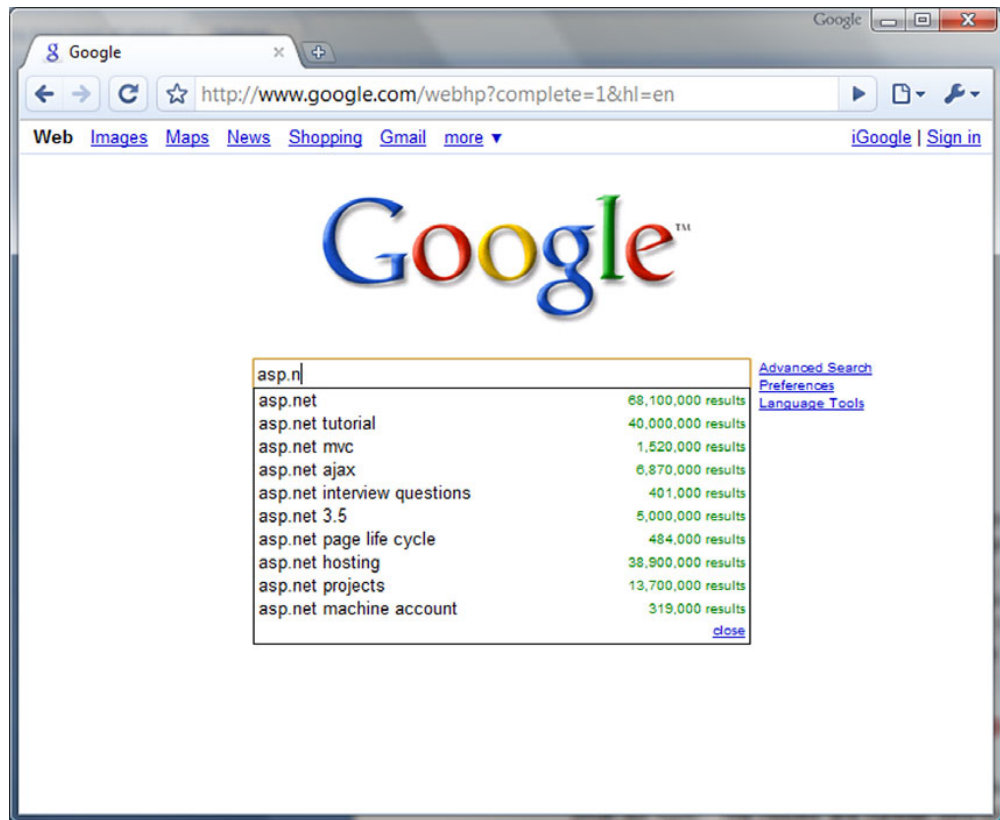 Google
Google
http://www.google.com/webhp?complete=1&hl=en
Web Images Maps News Shopping Gmail more ▼ iGoogle | Sign in
Google™
asp.n
Advanced Search
Preferences
Language Tools
asp.net 68,100,000 results
asp.net tutorial 40,000,000 results
asp.net mvc 1,520,000 results
asp.net ajax 6,870,000 results
asp.net interview questions 401,000 results
asp.net 3.5 5,000,000 results
asp.net page life cycle 484,000 results
asp.net hosting 38,900,000 results
asp.net projects 13,700,000 results
asp.net machine account 319,000 results
close